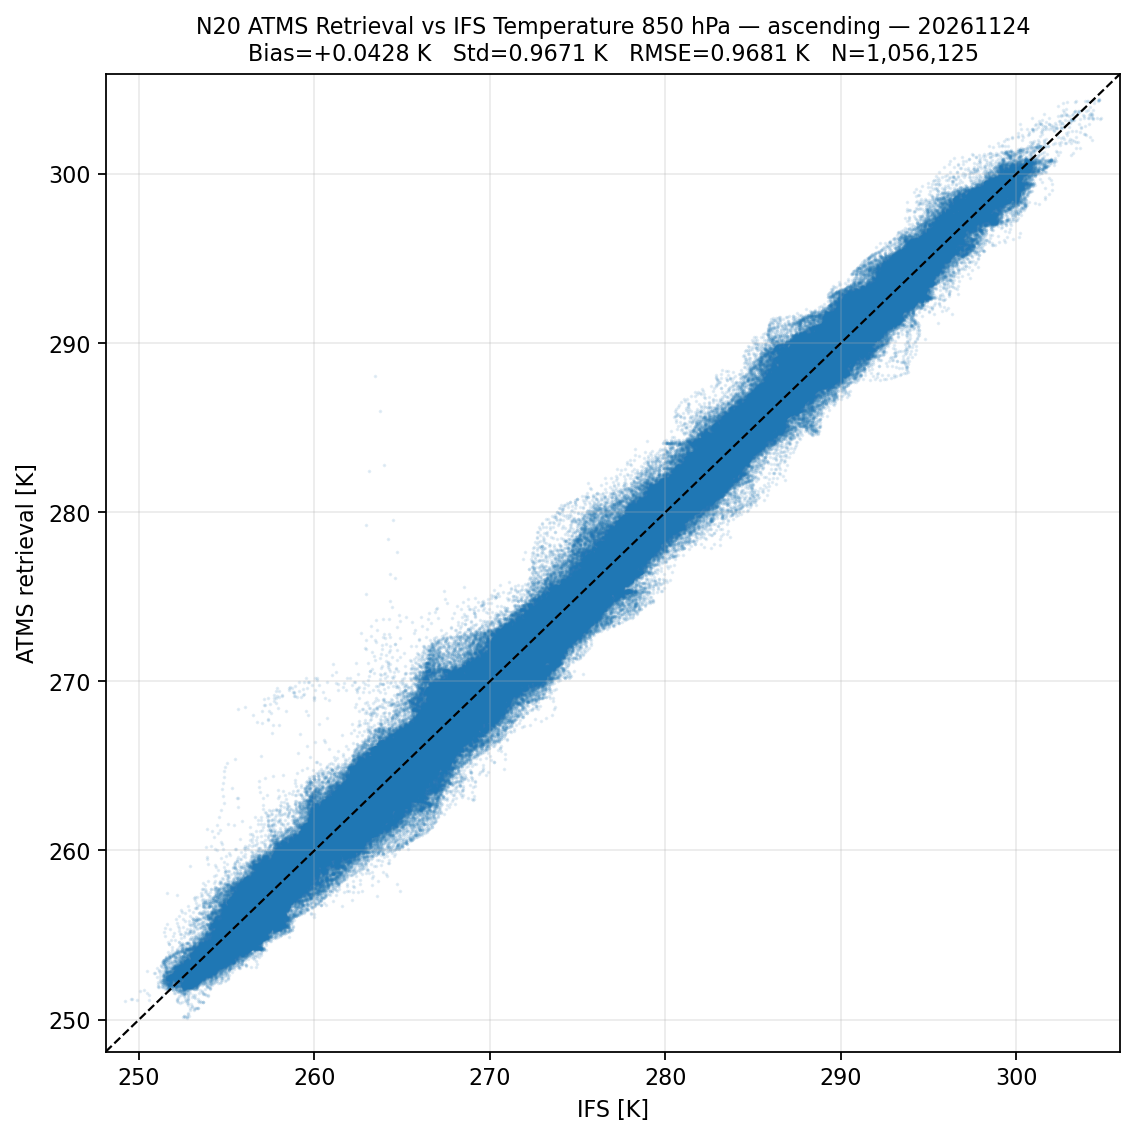 N20 ATMS Retrieval vs IFS Temperature 850 hPa — ascending — 20261124
Bias=+0.0428 K   Std=0.9671 K   RMSE=0.9681 K   N=1,056,125
300
290
280
270
260
250
ATMS retrieval [K]
250 260 270 280 290 300
IFS [K]